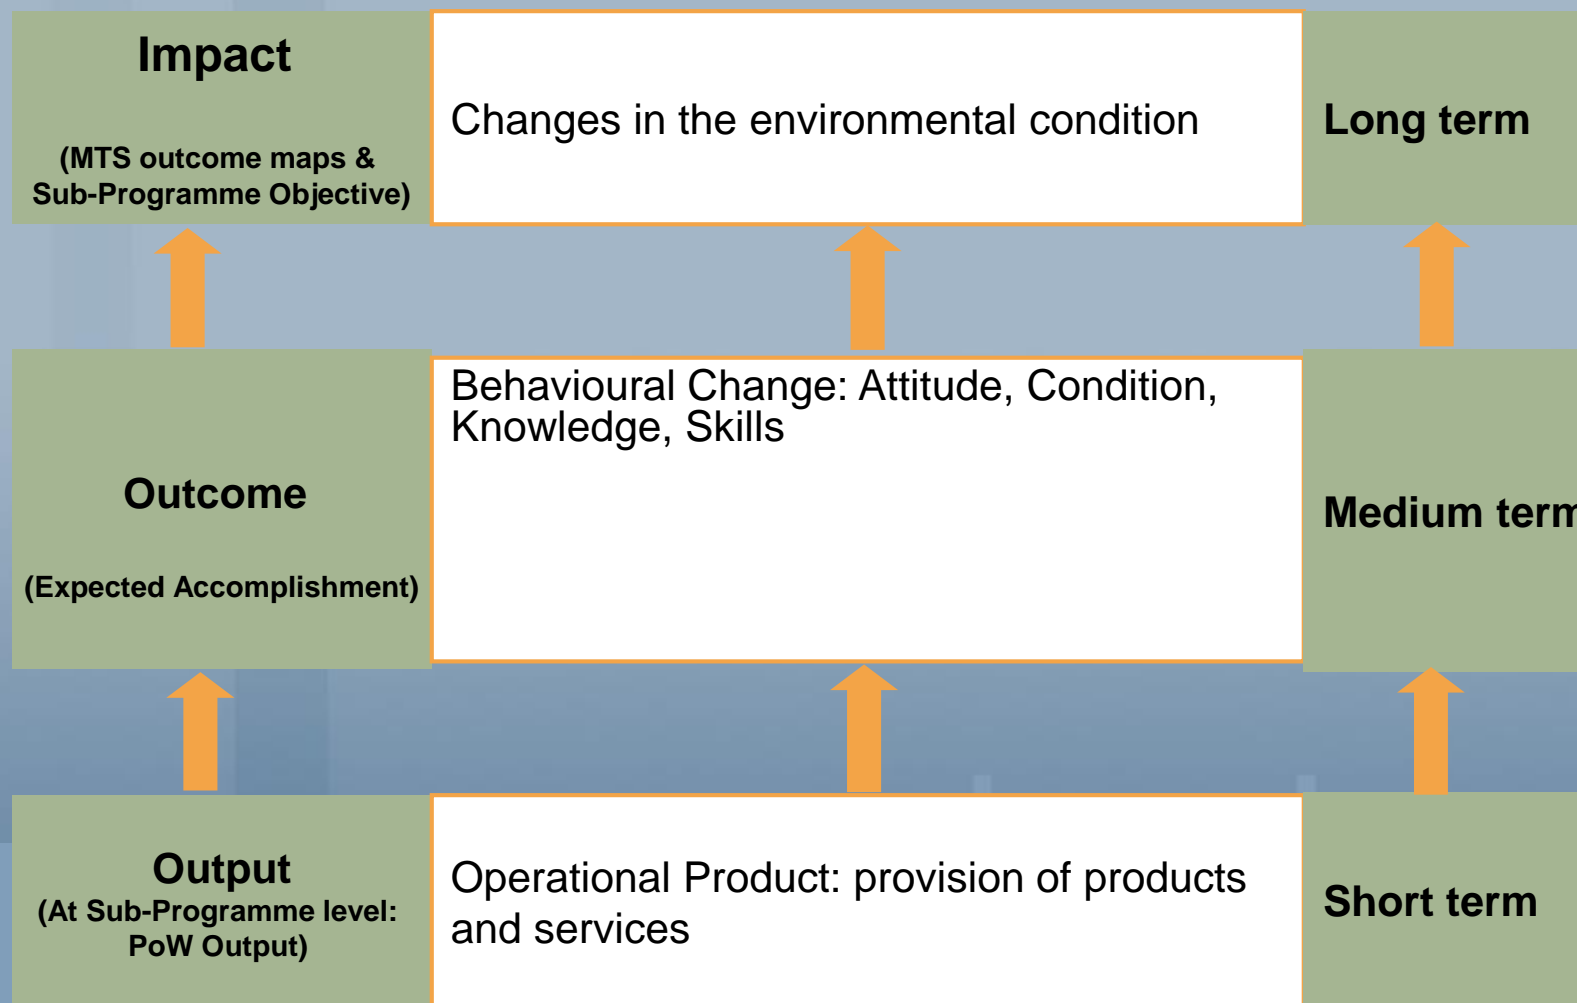 Impact
(MTS outcome maps &
Sub-Programme Objective)
Changes in the environmental condition
Long term
Outcome
(Expected Accomplishment)
Behavioural Change: Attitude, Condition,
Knowledge, Skills
Medium term
Output
(At Sub-Programme level:
PoW Output)
Operational Product: provision of products
and services
Short term